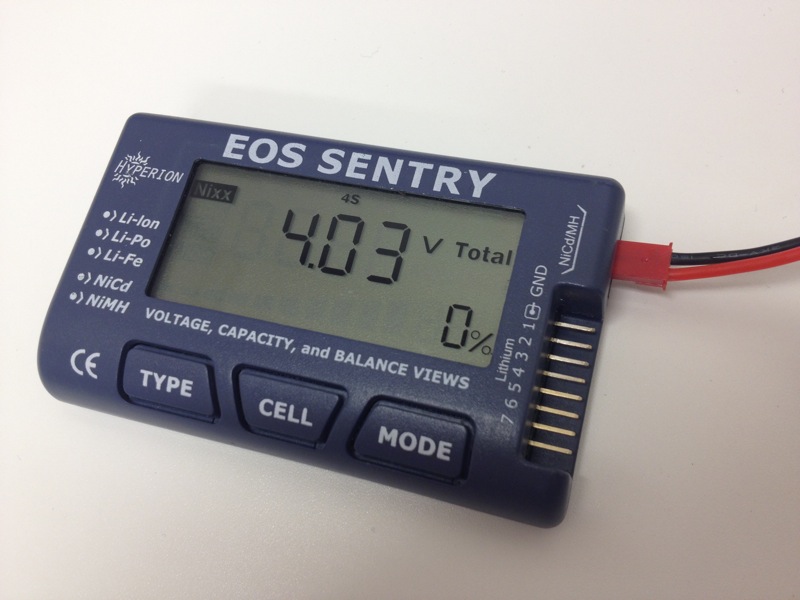 EOS SENTRY
HYPERION
Nixx
4S
4.03 V Total
0%
Li-Ion
Li-Po
Li-Fe
NiCd
NiMH
VOLTAGE, CAPACITY, and BALANCE VIEWS
NiCd/MH
Lithium
7 6 5 4 3 2 1 GND
CE
TYPE
CELL
MODE